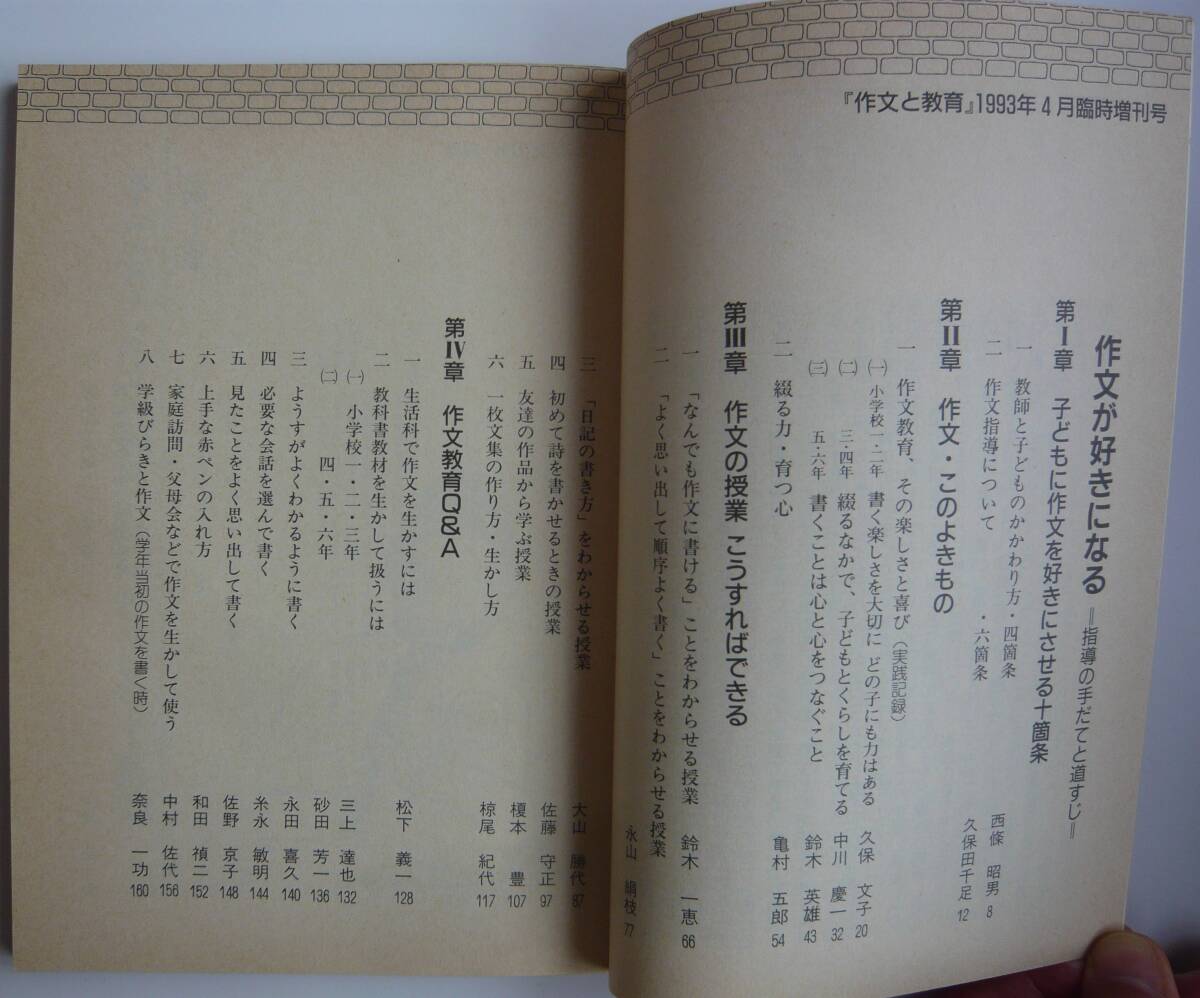 『作文と教育』1993年4月臨時増刊号
作文が好きになる =指導の手だてと道すじ=
第Ⅰ章 子どもに作文を好きにさせる十箇条
一 教師と子どものかかわり方・四箇条 西條 昭男 8
二 作文指導について ・六箇条 久保田千足 12
第Ⅱ章 作文・このよきもの
一 作文教育、その楽しさと喜び(実践記録)
㈠ 小学校一・二年 書く楽しさを大切に どの子にも力はある 久保 文子 20
㈡ 三・四年 綴るなかで、子どもとくらしを育てる 中川 慶一 32
㈢ 五・六年 書くことは心と心をつなぐこと 鈴木 英雄 43
二 綴る力・育つ心 亀村 五郎 54
第Ⅲ章 作文の授業 こうすればできる
一 「なんでも作文に書ける」ことをわからせる授業 鈴木 一恵 66
二 「よく思い出して順序よく書く」ことをわからせる授業 永山 絹枝 77
三 「日記の書き方」をわからせる授業 大山 勝代 87
四 初めて詩を書かせるときの授業 佐藤 守正 97
五 友達の作品から学ぶ授業 榎本 豊 107
六 一枚文集の作り方・生かし方 椋尾 紀代 117
第Ⅳ章 作文教育Q&A
一 生活科で作文を生かすには 松下 義一 128
二 教科書教材を生かして扱うには
㈠ 小学校一・二・三年 三上 達也 132
㈡ 四・五・六年 砂田 芳一 136
三 ようすがよくわかるように書く 永田 喜久 140
四 必要な会話を選んで書く 糸永 敏明 144
五 見たことをよく思い出して書く 佐野 京子 148
六 上手な赤ペンの入れ方 和田 禎二 152
七 家庭訪問・父母会などで作文を生かして使う 中村 佐代 156
八 学級びらきと作文(学年当初の作文を書く時) 奈良 一功 160